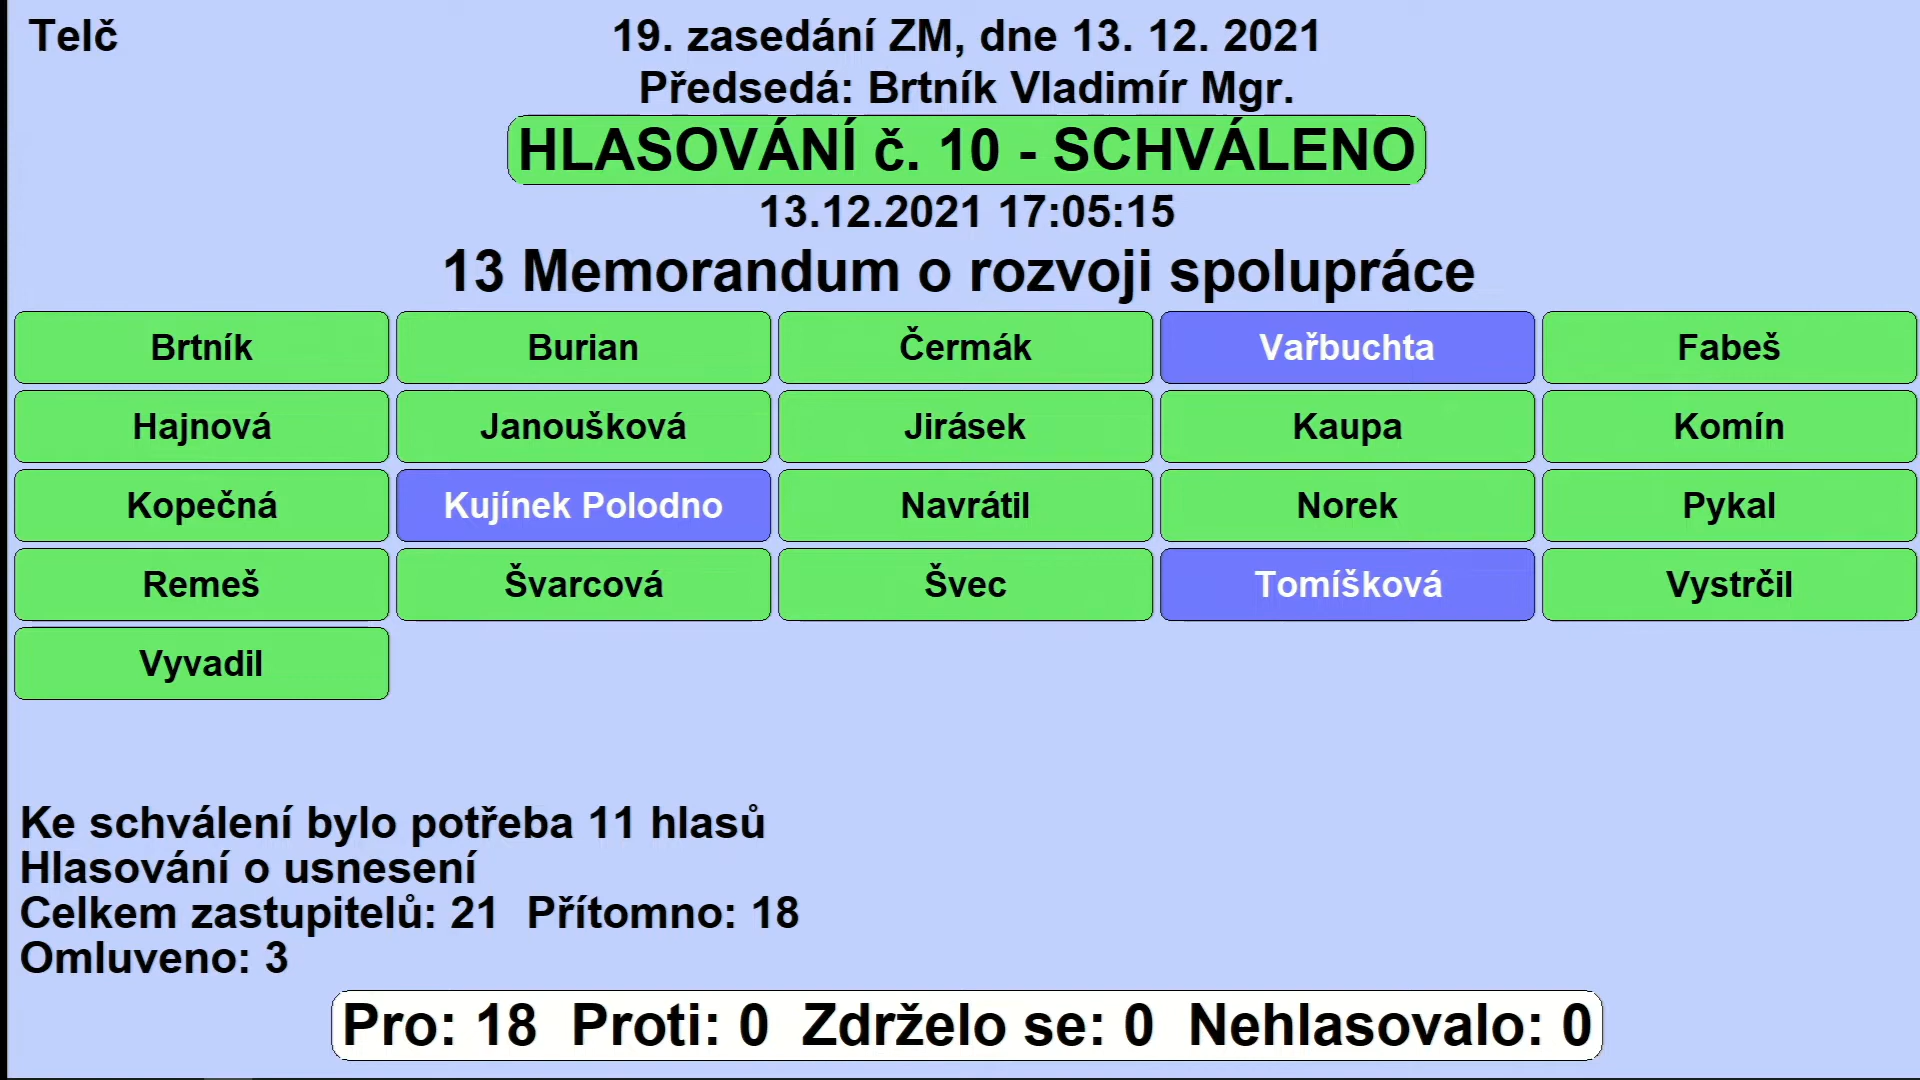 Telč
19. zasedání ZM, dne 13. 12. 2021
Předsedá: Brtník Vladimír Mgr.
HLASOVÁNÍ č. 10 - SCHVÁLENO
13.12.2021 17:05:15
13 Memorandum o rozvoji spolupráce
Brtník Burian Čermák Vařbuchta Fabeš
Hajnová Janoušková Jirásek Kaupa Komín
Kopečná Kujínek Polodno Navrátil Norek Pykal
Remeš Švarcová Švec Tomíšková Vystrčil
Vyvadil
Ke schválení bylo potřeba 11 hlasů
Hlasování o usnesení
Celkem zastupitelů: 21 Přítomno: 18
Omluveno: 3
Pro: 18 Proti: 0 Zdrželo se: 0 Nehlasovalo: 0